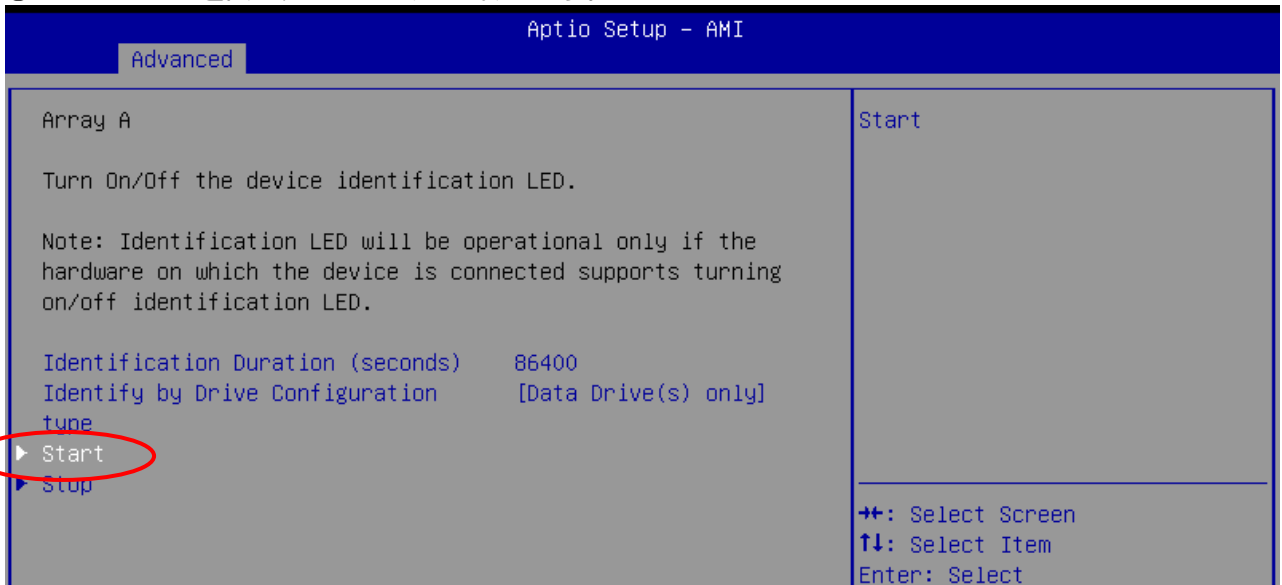 Aptio Setup – AMI
Advanced
Array A
Turn On/Off the device identification LED.
Note: Identification LED will be operational only if the
hardware on which the device is connected supports turning
on/off identification LED.
Identification Duration (seconds) 86400
Identify by Drive Configuration [Data Drive(s) only]
type
▶ Start
▶ Stop
Start
→←: Select Screen
↑↓: Select Item
Enter: Select